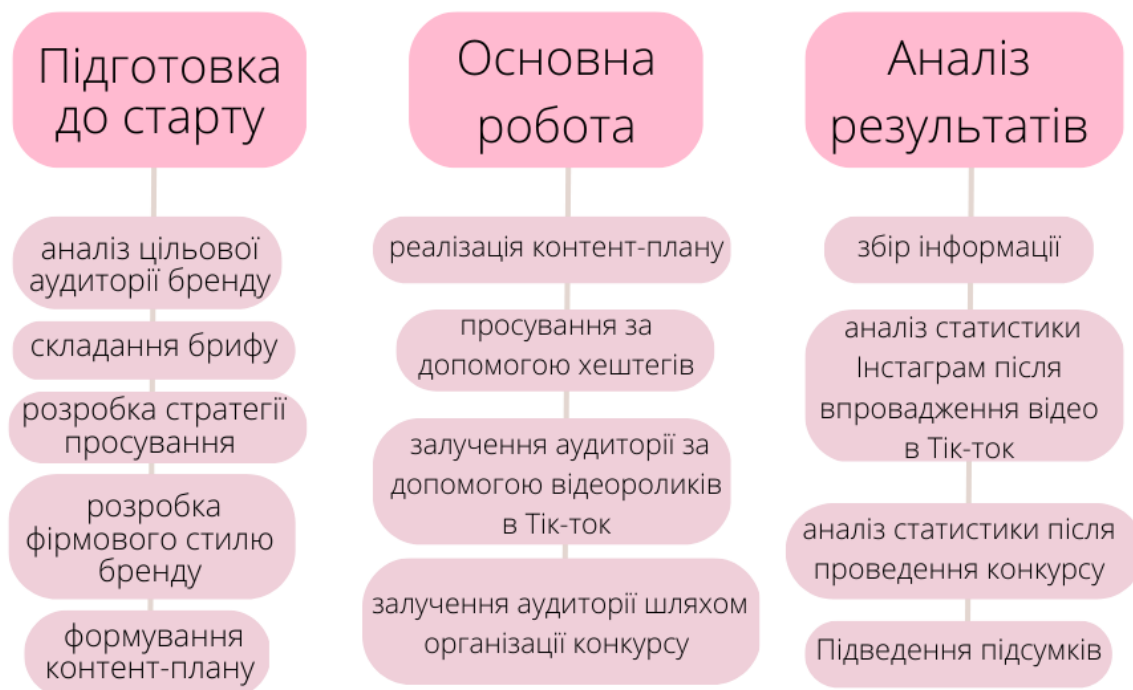 Підготовка
до старту
аналіз цільової
аудиторії бренду
складання брифу
розробка стратегії
просування
розробка
фірмового стилю
бренду
формування
контент-плану
Основна
робота
реалізація контент-плану
просування за
допомогою хештегів
залучення аудиторії за
допомогою відеороликів
в Тік-ток
залучення аудиторії шляхом
організації конкурсу
Аналіз
результатів
збір інформації
аналіз статистики
Інстаграм після
впровадження відео
в Тік-ток
аналіз статистики після
проведення конкурсу
Підведення підсумків